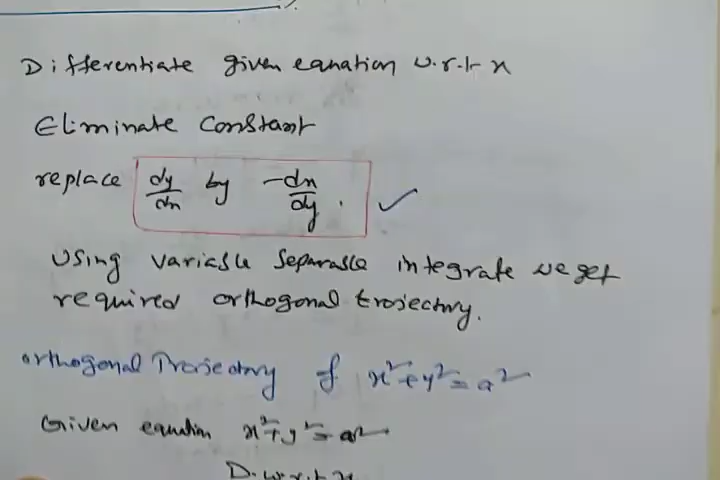 Differentiate given equation w.r.t x
Eliminate constant
replace dy/dx by -dx/dy.
Using variable separable integrate we get
required orthogonal trajectory.
orthogonal Trajectory of x²+y²=a²
Given equation x²+y²=a²
D.w.r.t x